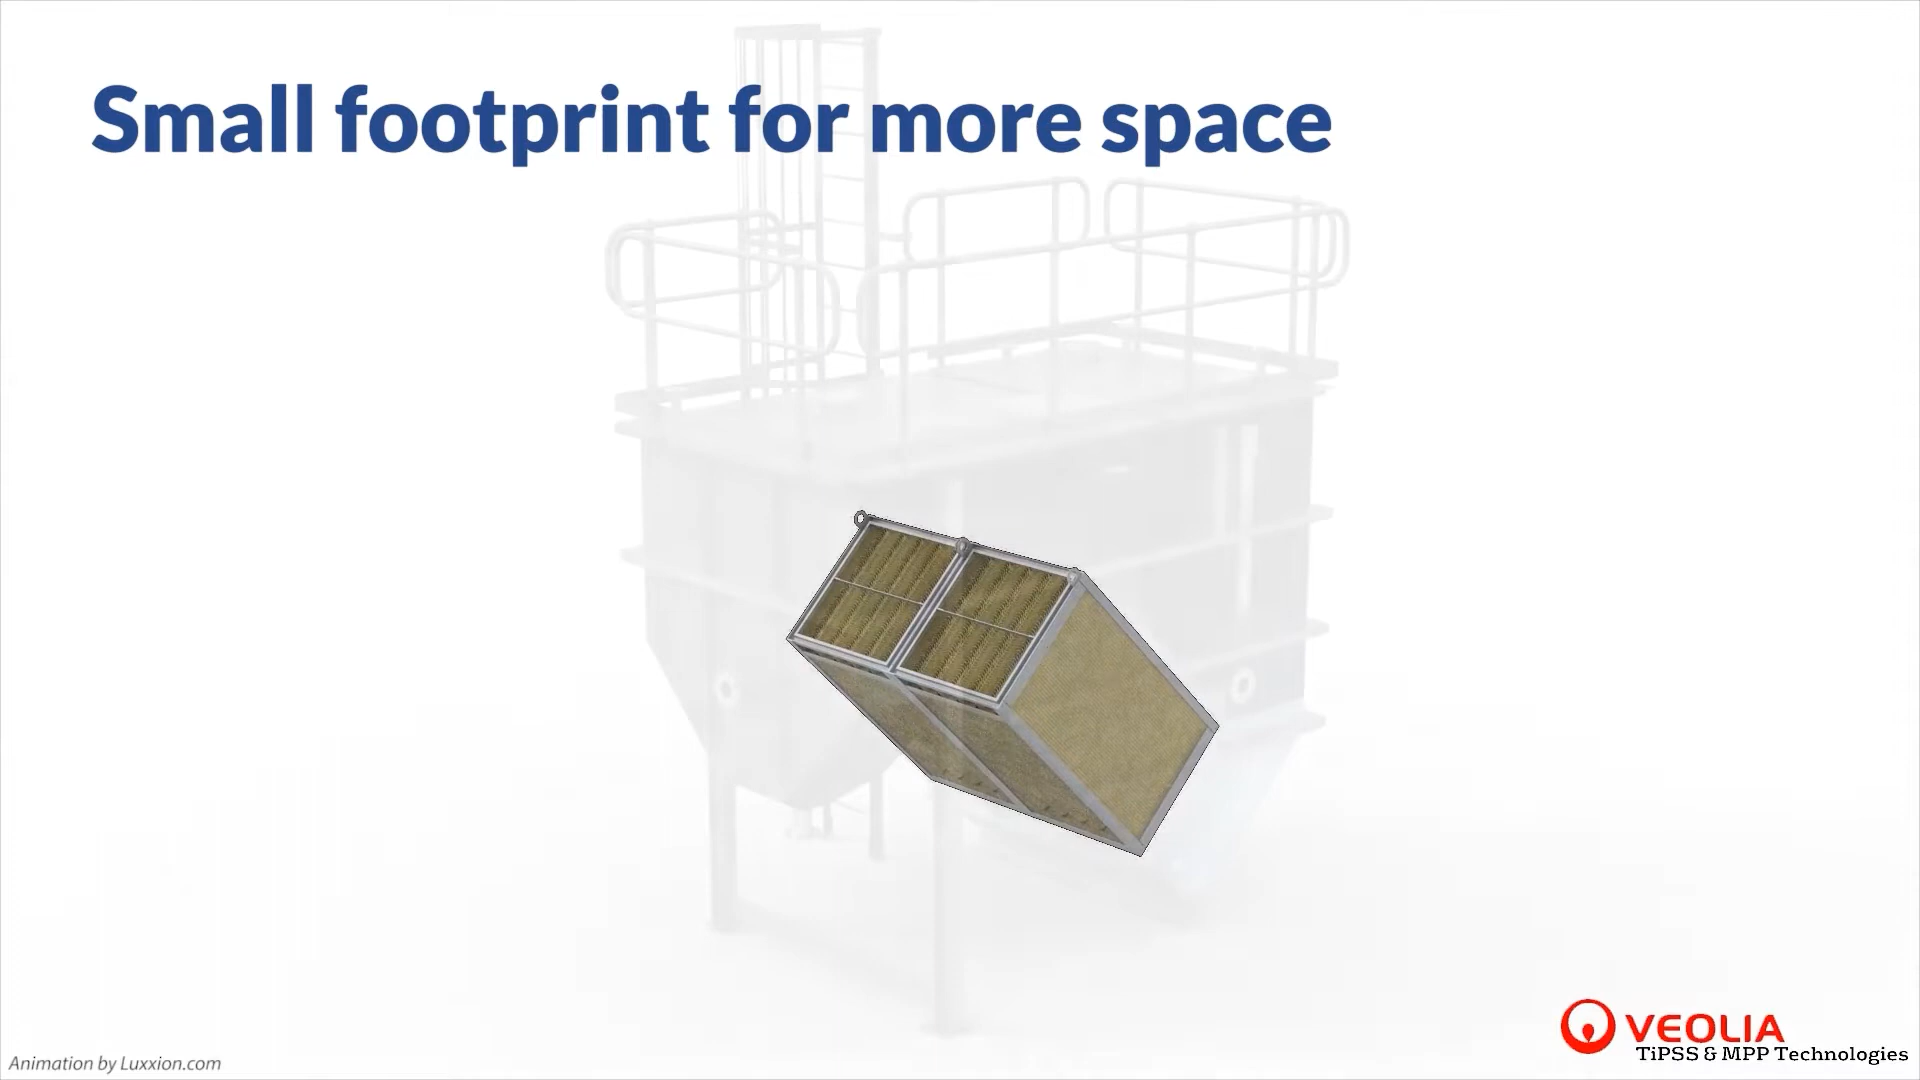 Small footprint for more space
VEOLIA
TiPSS & MPP Technologies
Animation by Luxxion.com